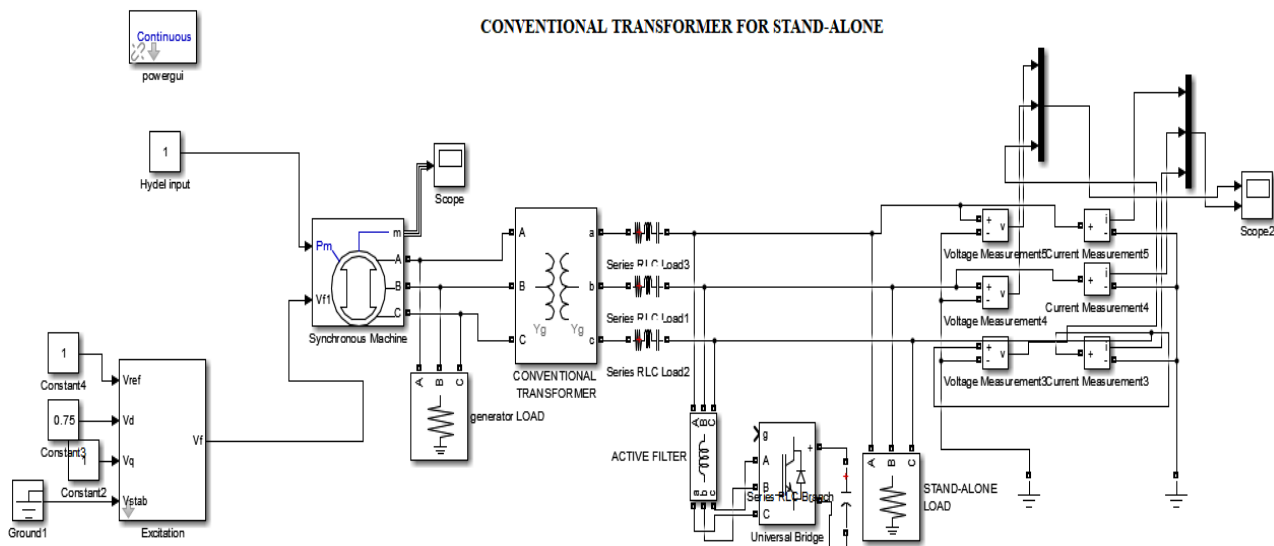 CONVENTIONAL TRANSFORMER FOR STAND-ALONE
Continuous
powergui
1
Hydel input
Scope
Pm
m
A
B
C
Vf1
Synchronous Machine
A
B
C
a
b
c
Yg
Yg
CONVENTIONAL
TRANSFORMER
Series RLC Load3
Series RLC Load1
Series RLC Load2
+
-
v
Voltage Measurement5
+
-
i
Current Measurement5
+
-
v
Voltage Measurement4
+
-
i
Current Measurement4
+
-
v
Voltage Measurement3
+
-
i
Current Measurement3
Scope2
1
Constant4
0.75
Constant3
1
Constant2
Ground1
Vref
Vd
Vq
Vstab
Vf
Excitation
A B C
generator LOAD
A B C
a b c
ACTIVE FILTER
g
A
B
C
+
Series RLC Branch
Universal Bridge
A B C
STAND-ALONE
LOAD